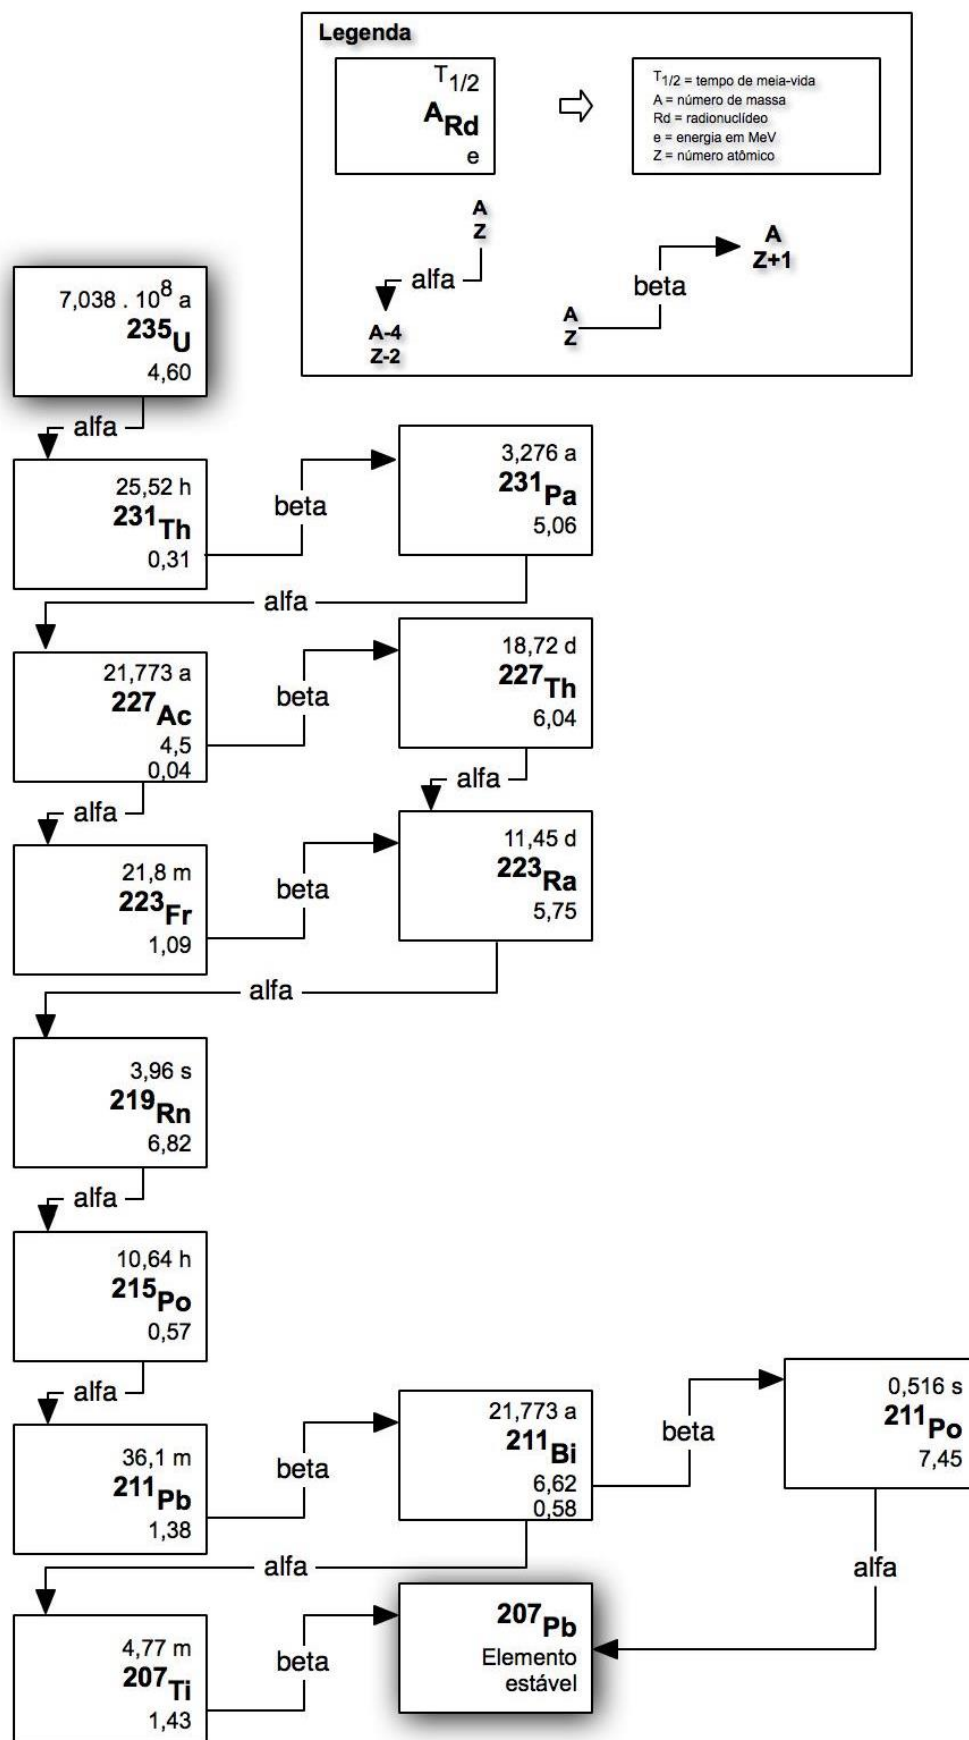 Legenda
T1/2
A Rd
e
T1/2 = tempo de meia-vida
A = número de massa
Rd = radionuclídeo
e = energia em MeV
Z = número atômico
A
Z
alfa
A-4
Z-2
A
Z
beta
A
Z+1
7,038 . 10^8 a
235U
4,60
alfa
25,52 h
231Th
0,31
beta
3,276 a
231Pa
5,06
alfa
21,773 a
227Ac
4,5
0,04
beta
18,72 d
227Th
6,04
alfa
alfa
21,8 m
223Fr
1,09
beta
11,45 d
223Ra
5,75
alfa
3,96 s
219Rn
6,82
alfa
10,64 h
215Po
0,57
alfa
36,1 m
211Pb
1,38
beta
21,773 a
211Bi
6,62
0,58
beta
0,516 s
211Po
7,45
alfa
alfa
4,77 m
207Ti
1,43
beta
207Pb
Elemento
estável